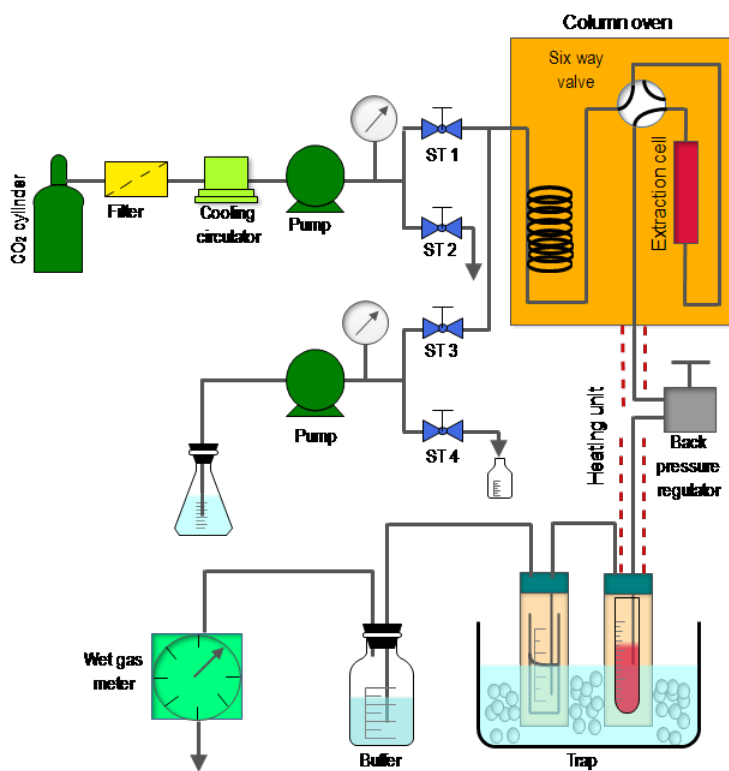 Column oven
Six way
valve
Extraction cell
ST 1
CO₂ cylinder
Filter
Cooling
circulator
Pump
ST 2
ST 3
Pump
ST 4
Heating unit
Back
pressure
regulator
Wet gas
meter
Buffer
Trap